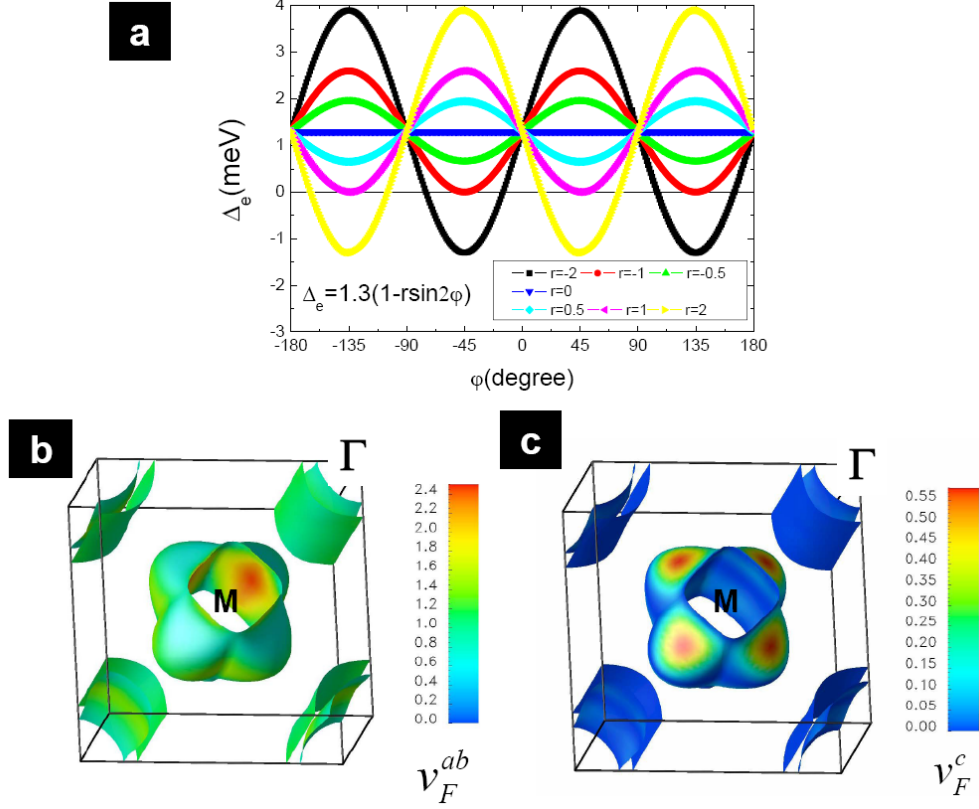 a
4
3
2
1
0
-1
-2
-3
Δe(meV)
r=-2 r=-1 r=-0.5
r=0
r=0.5 r=1 r=2
Δe=1.3(1-rsin2φ)
-180 -135 -90 -45 0 45 90 135 180
φ(degree)
b
Γ
M
2.4
2.2
2.0
1.8
1.6
1.4
1.2
1.0
0.8
0.6
0.4
0.2
0.0
v_F^ab
c
Γ
M
0.55
0.50
0.45
0.40
0.35
0.30
0.25
0.20
0.15
0.10
0.05
0.00
v_F^c